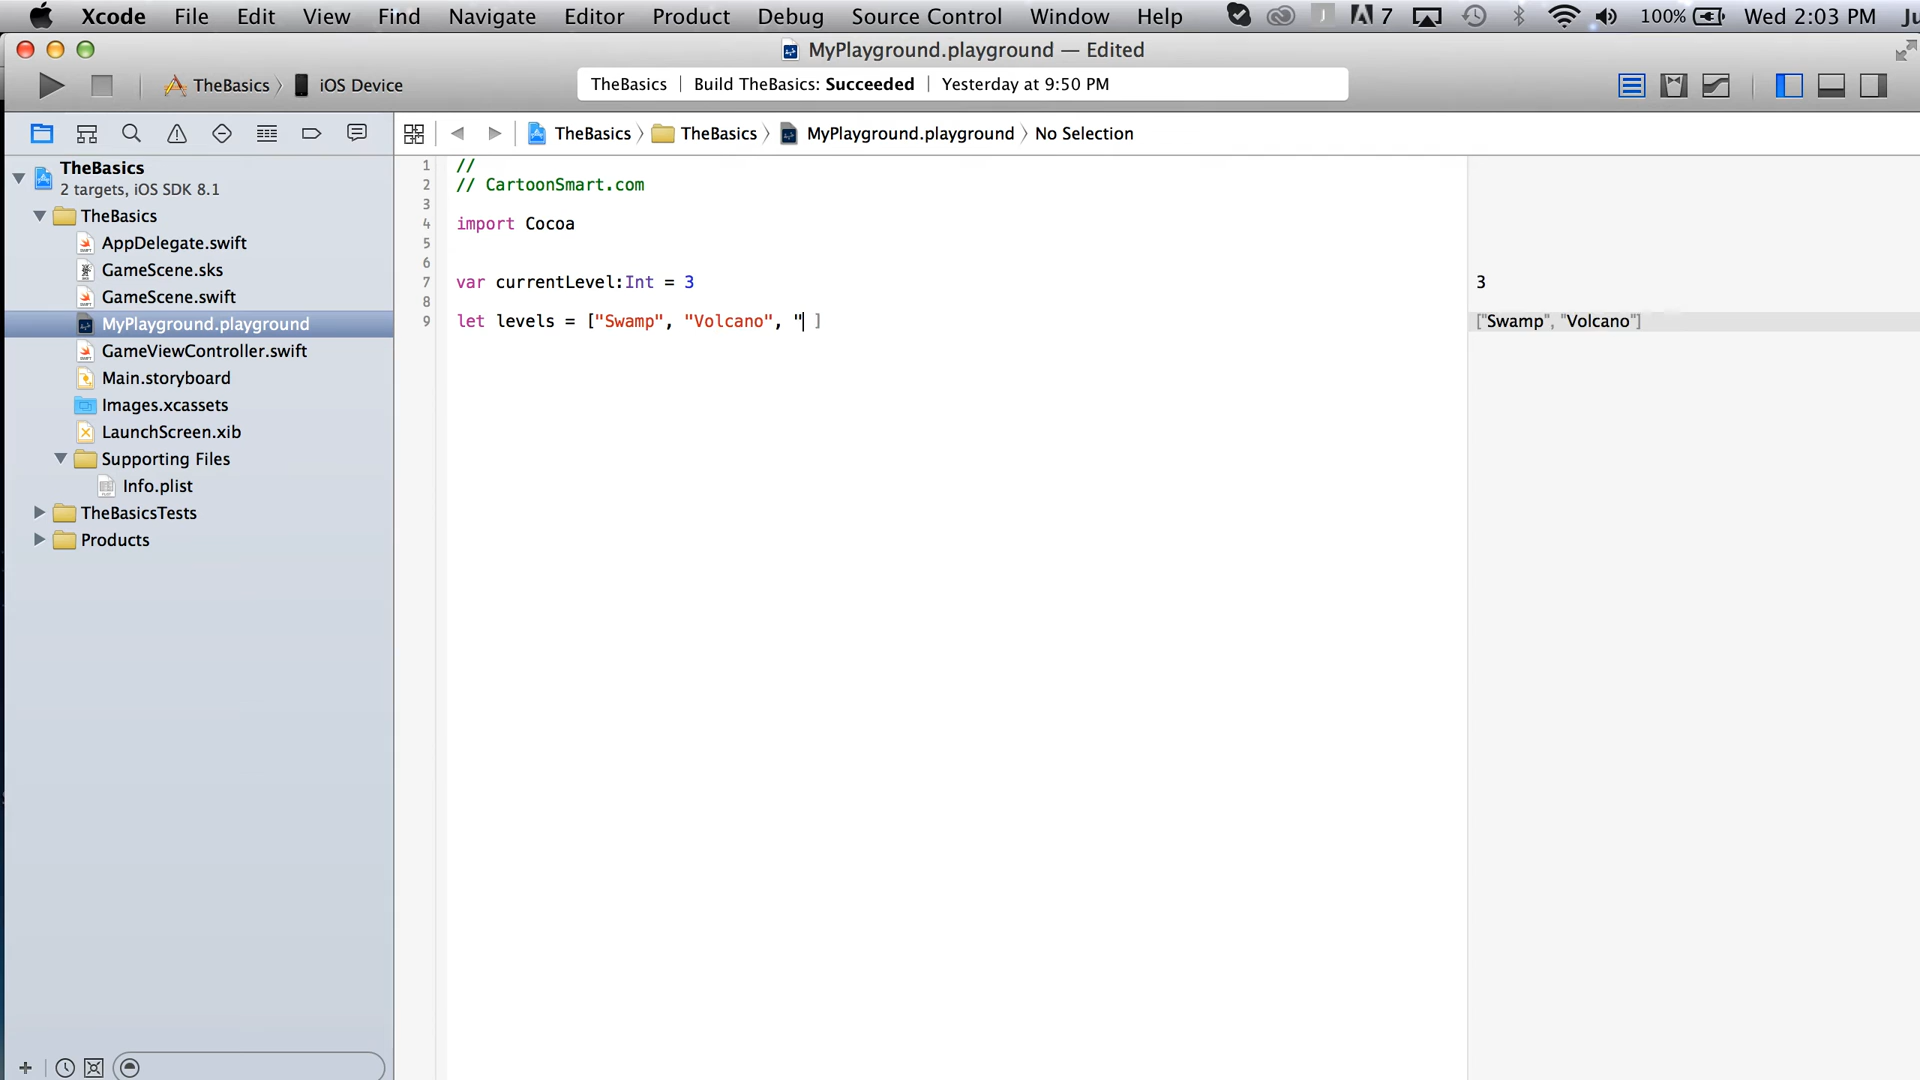 Xcode File Edit View Find Navigate Editor Product Debug Source Control Window Help 7 100% Wed 2:03 PM
MyPlayground.playground — Edited
TheBasics iOS Device TheBasics Build TheBasics: Succeeded Yesterday at 9:50 PM
TheBasics TheBasics MyPlayground.playground No Selection
TheBasics
2 targets, iOS SDK 8.1
TheBasics
AppDelegate.swift
GameScene.sks
GameScene.swift
MyPlayground.playground
GameViewController.swift
Main.storyboard
Images.xcassets
LaunchScreen.xib
Supporting Files
Info.plist
TheBasicsTests
Products
1 //
2 // CartoonSmart.com
3
4 import Cocoa
5
6
7 var currentLevel:Int = 3
8
9 let levels = ["Swamp", "Volcano", " ]
3
["Swamp", "Volcano"]